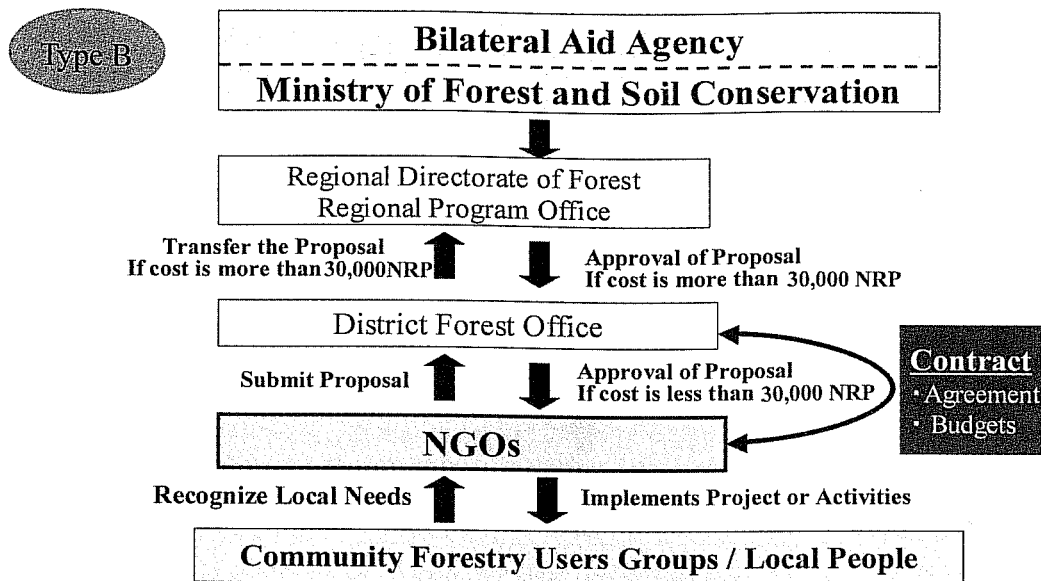 Type B
Bilateral Aid Agency
Ministry of Forest and Soil Conservation
Regional Directorate of Forest
Regional Program Office
Transfer the Proposal
If cost is more than 30,000NRP
Approval of Proposal
If cost is more than 30,000 NRP
District Forest Office
Submit Proposal
Approval of Proposal
If cost is less than 30,000 NRP
Contract
・Agreement
・Budgets
NGOs
Recognize Local Needs
Implements Project or Activities
Community Forestry Users Groups / Local People